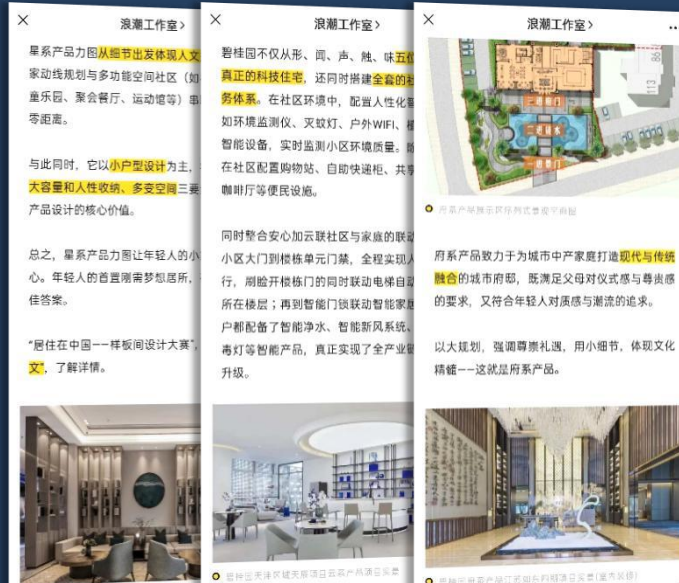 浪潮工作室>
星系产品力图从细节出发体现人文
家动线规划与多功能空间社区（如
童乐园、聚会餐厅、运动馆等）串
零距离。
与此同时，它以小户型设计为主，
大容量和人性收纳、多变空间三要
产品设计的核心价值。
总之，星系产品力图让年轻人的小
心。年轻人的首置刚需梦想居所，
佳答案。
“居住在中国——样板间设计大赛”，
文”，了解详情。
浪潮工作室>
碧桂园不仅从形、闻、声、触、味五位
真正的科技住宅，还同时搭建全套的社
务体系。在社区环境中，配置人性化智
如环境监测仪、灭蚊灯、户外WIFI、植
智能设备，实时监测小区环境质量。
在社区配置购物站、自助快递柜、共享
咖啡厅等便民设施。
同时整合安心加云联社区与家庭的联动
小区大门到楼栋单元门禁，全程实现人
行，刷脸开楼栋门的同时联动电梯自动
所在楼层；再到智能门锁联动智能家居
户都配备了智能净水、智能新风系统、
毒灯等智能产品，真正实现了全产业链
升级。
浪潮工作室>
113
86
府系产品致力于为城市中产家庭打造现代与传统
融合的城市府邸，既满足父母对仪式感与尊贵感
的要求，又符合年轻人对质感与潮流的追求。
以大规划，强调尊崇礼遇，用小细节，体现文化
精髓——这就是府系产品。